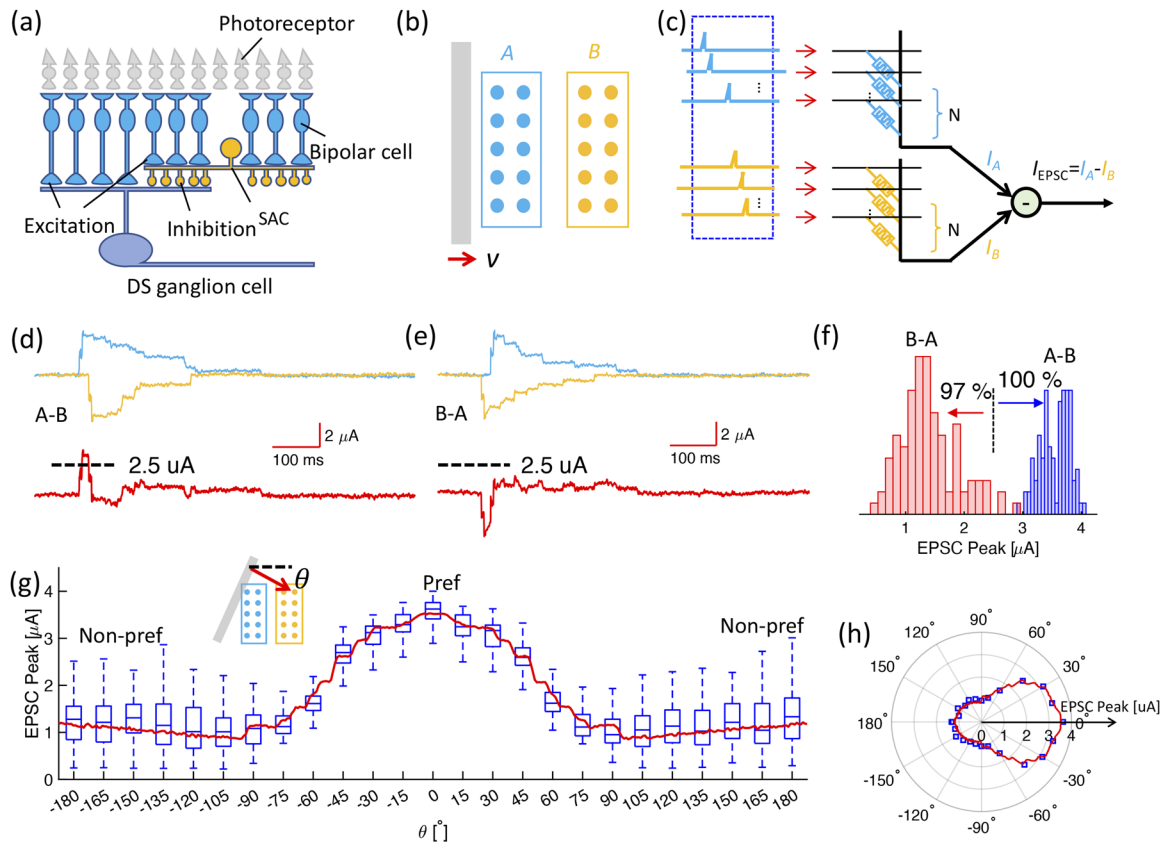 (a)
Photoreceptor
Bipolar cell
Excitation
Inhibition
SAC
DS ganglion cell
(b)
A
B
v
(c)
⋮
⋮
N
⋮
⋮
N
I_A
I_B
I_EPSC=I_A-I_B
-
(d)
A-B
2 μA
100 ms
2.5 uA
(e)
B-A
2 μA
100 ms
2.5 uA
(f)
B-A
A-B
97 %
100 %
1 2 3 4
EPSC Peak [μA]
(g)
θ
Pref
Non-pref
Non-pref
EPSC Peak [μA]
4
3
2
1
0
-180 -165 -150 -135 -120 -105 -90 -75 -60 -45 -30 -15 0 15 30 45 60 75 90 105 120 135 150 165 180
θ [°]
(h)
90°
120° 60°
150° 30°
EPSC Peak [uA]
180° 0°
0 1 2 3 4
-150° -30°
-120° -60°
-90°